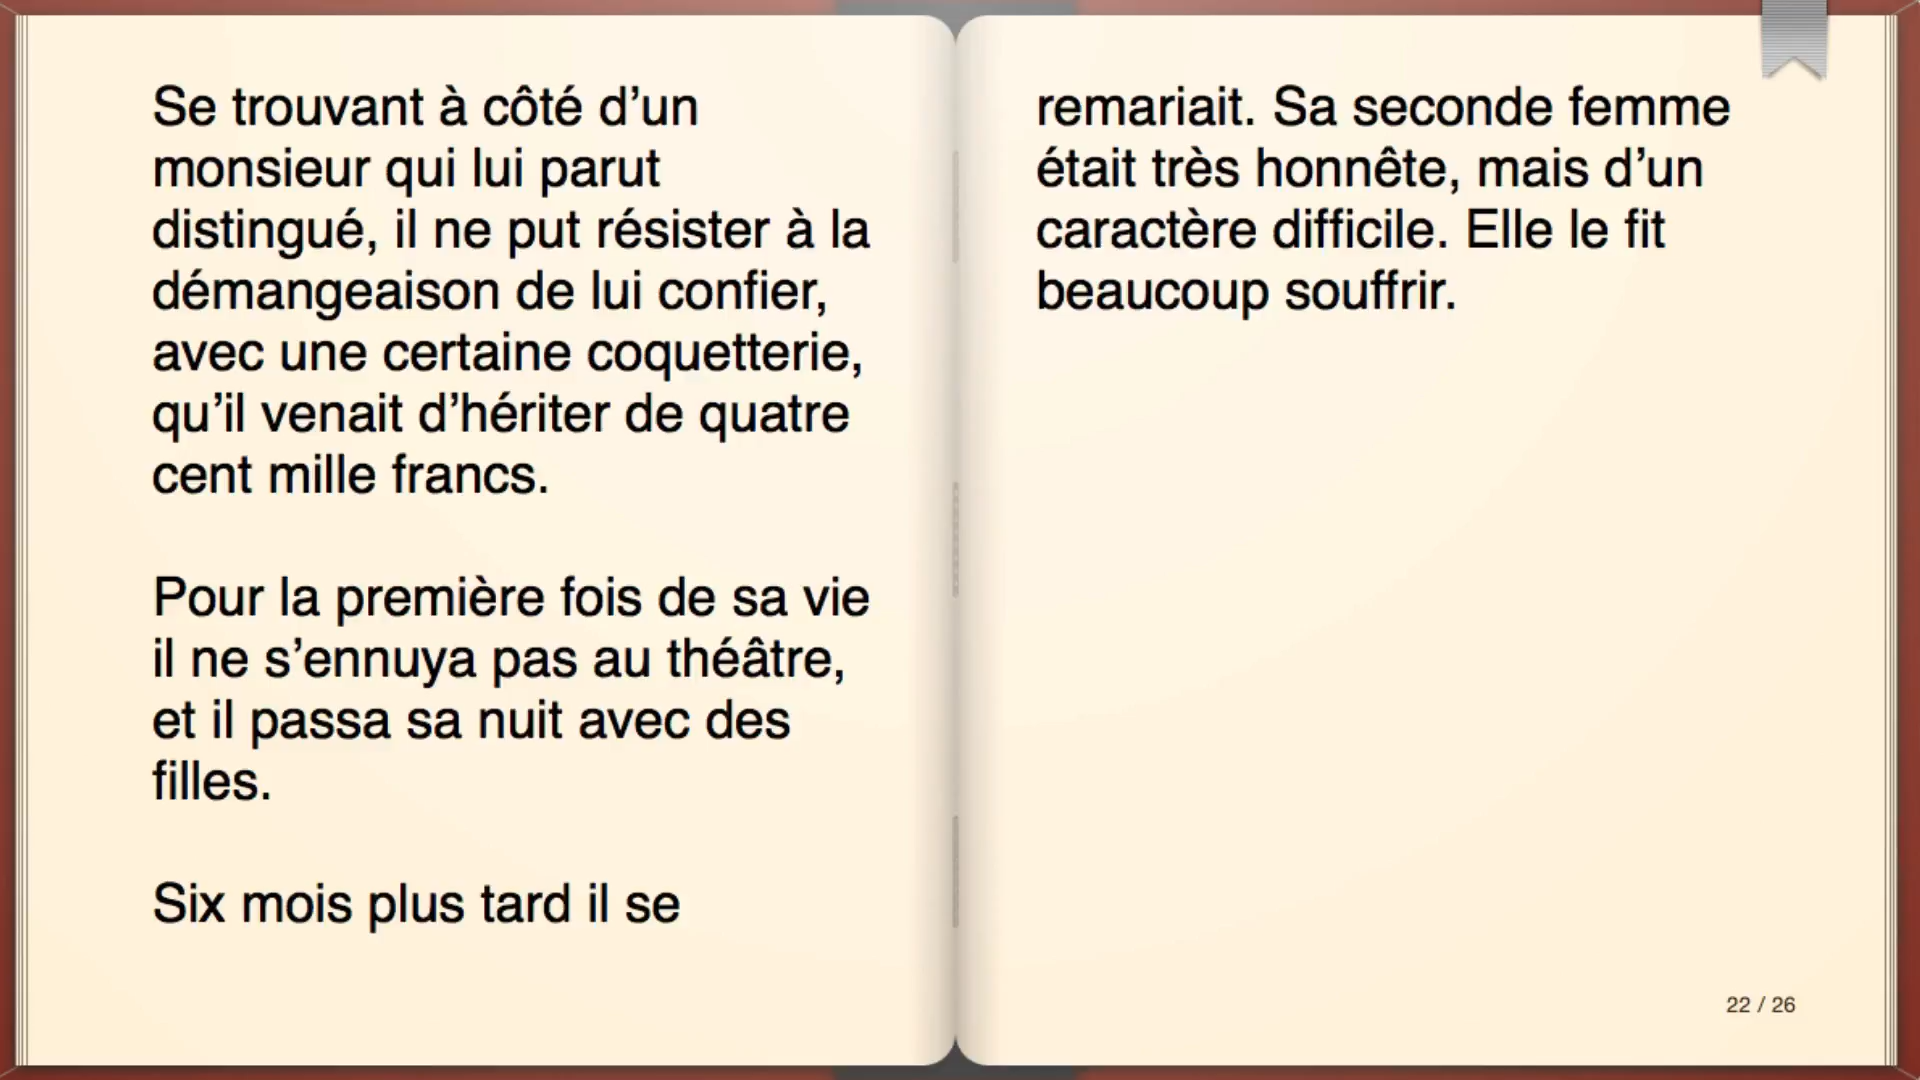 Se trouvant à côté d’un
monsieur qui lui parut
distingué, il ne put résister à la
démangeaison de lui confier,
avec une certaine coquetterie,
qu’il venait d’hériter de quatre
cent mille francs.
Pour la première fois de sa vie
il ne s’ennuya pas au théâtre,
et il passa sa nuit avec des
filles.
Six mois plus tard il se
remariait. Sa seconde femme
était très honnête, mais d’un
caractère difficile. Elle le fit
beaucoup souffrir.
22 / 26